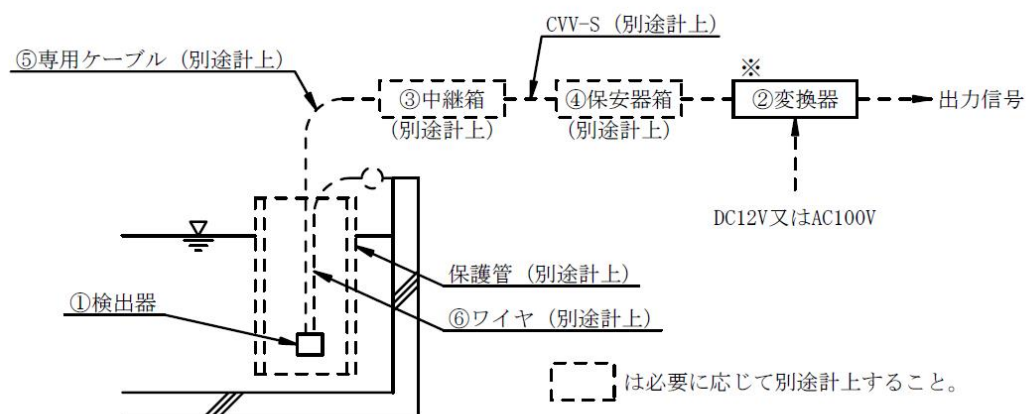 CVV-S (別途計上)
⑤専用ケーブル (別途計上)
※
③中継箱
(別途計上)
④保安器箱
(別途計上)
②変換器
出力信号
DC12V又はAC100V
保護管 (別途計上)
①検出器
⑥ワイヤ (別途計上)
は必要に応じて別途計上すること。